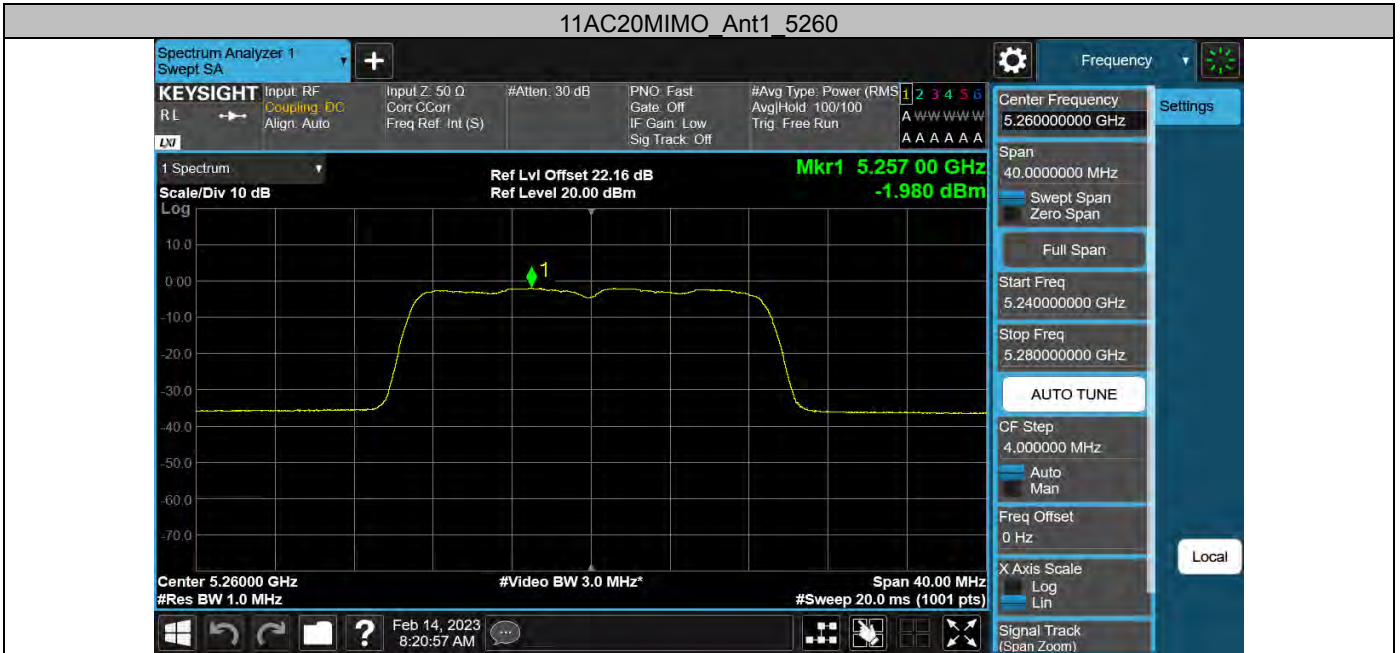 11AC20MIMO_Ant1_5260
Spectrum Analyzer 1
Swept SA
+
Frequency
KEYSIGHT
RL
LXI
Input: RF
Coupling: DC
Align: Auto
Input Z: 50 Ω
Corr CCorr
Freq Ref: Int (S)
#Atten: 30 dB
PNO: Fast
Gate: Off
IF Gain: Low
Sig Track: Off
#Avg Type: Power (RMS
Avg|Hold: 100/100
Trig: Free Run
1 2 3 4 5 6
A W W W W W
A A A A A A
1 Spectrum
Scale/Div 10 dB
Ref Lvl Offset 22.16 dB
Ref Level 20.00 dBm
Mkr1 5.257 00 GHz
-1.980 dBm
Log
10.0
0.00
-10.0
-20.0
-30.0
-40.0
-50.0
-60.0
-70.0
1
Center 5.26000 GHz
#Res BW 1.0 MHz
#Video BW 3.0 MHz*
Span 40.00 MHz
#Sweep 20.0 ms (1001 pts)
?
Feb 14, 2023
8:20:57 AM
Center Frequency
5.260000000 GHz
Span
40.0000000 MHz
Swept Span
Zero Span
Full Span
Start Freq
5.240000000 GHz
Stop Freq
5.280000000 GHz
AUTO TUNE
CF Step
4.000000 MHz
Auto
Man
Freq Offset
0 Hz
X Axis Scale
Log
Lin
Signal Track
(Span Zoom)
Settings
Local